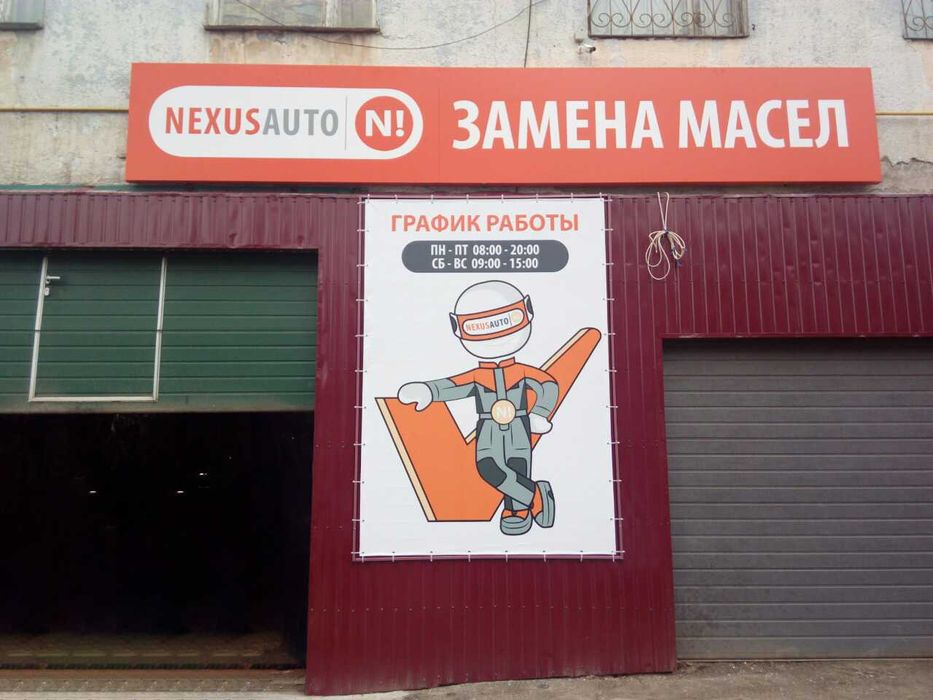 NEXUSAUTO N! ЗАМЕНА МАСЕЛ
ГРАФИК РАБОТЫ
ПН - ПТ 08:00 - 20:00
СБ - ВС 09:00 - 15:00
NEXUSAUTO
N!